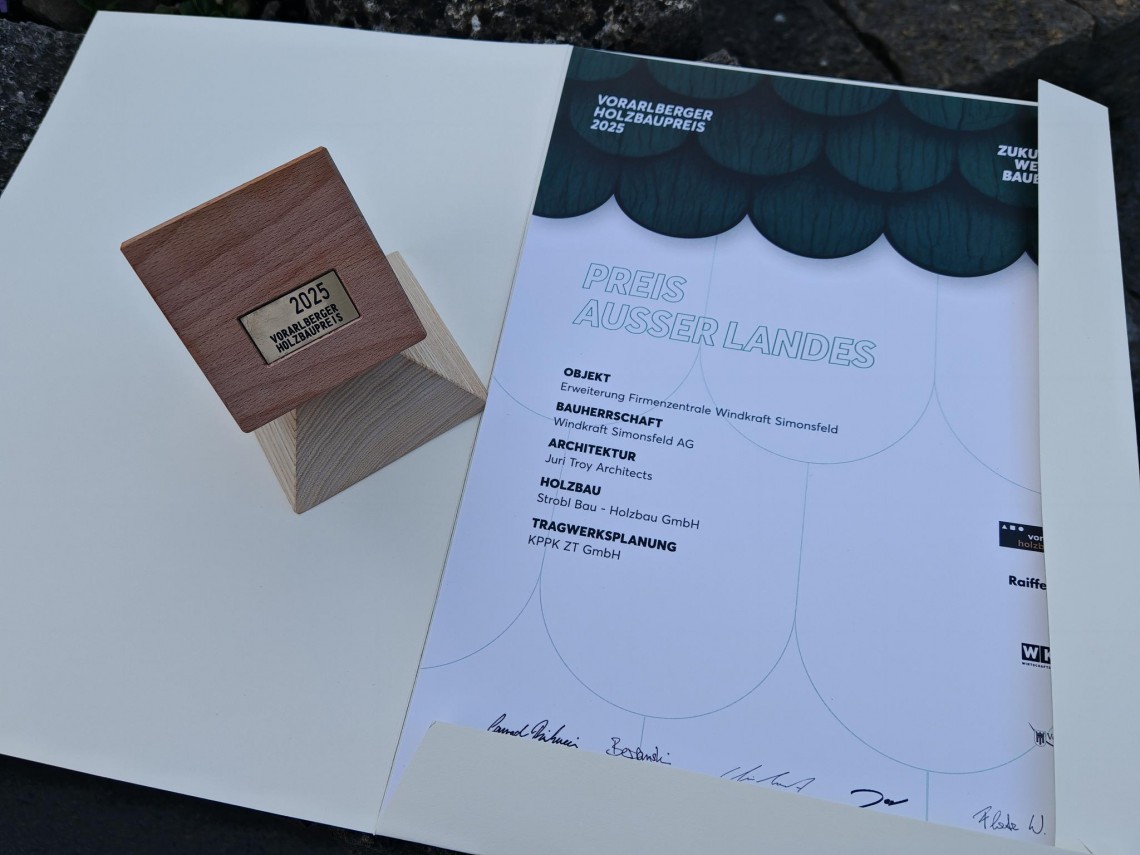 2025
VORARLBERGER
HOLZBAUPREIS
VORARLBERGER
HOLZBAUPREIS
2025
PREIS
AUSSER LANDES
OBJEKT
Erweiterung Firmenzentrale Windkraft Simonsfeld
BAUHERRSCHAFT
Windkraft Simonsfeld AG
ARCHITEKTUR
Juri Troy Architects
HOLZBAU
Strobl Bau - Holzbau GmbH
TRAGWERKSPLANUNG
KPPK ZT GmbH